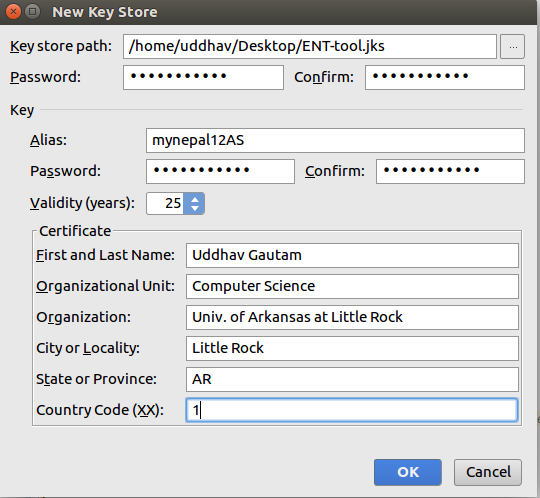 New Key Store
Key store path: /home/uddhav/Desktop/ENT-tool.jks ...
Password: ••••••••••• Confirm: •••••••••••
Key
Alias: mynepal12AS
Password: ••••••••••• Confirm: •••••••••••
Validity (years): 25
Certificate
First and Last Name: Uddhav Gautam
Organizational Unit: Computer Science
Organization: Univ. of Arkansas at Little Rock
City or Locality: Little Rock
State or Province: AR
Country Code (XX): 1
OK Cancel